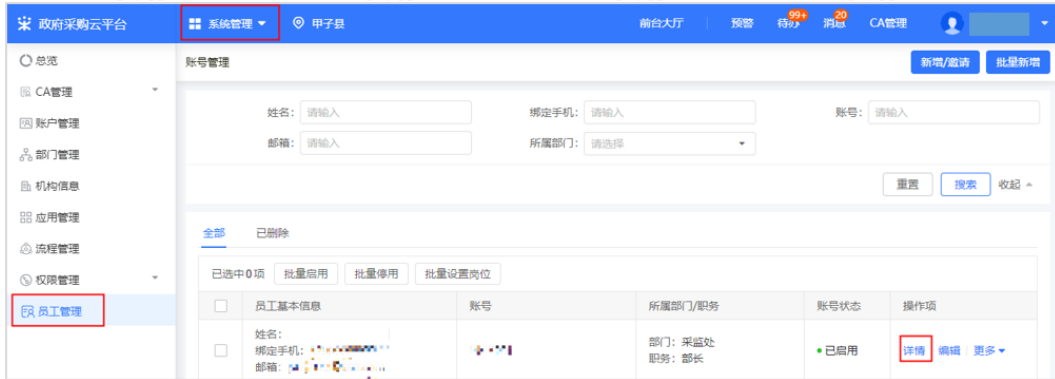 政府采购云平台 系统管理 甲子县 前台大厅 预警 待办 99+ 消息 20 CA管理
总览
CA管理
账户管理
部门管理
机构信息
应用管理
流程管理
权限管理
员工管理
账号管理 新增/邀请 批量新增
姓名: 请输入 绑定手机: 请输入 账号: 请输入
邮箱: 请输入 所属部门: 请选择
重置 搜索 收起
全部 已删除
已选中0项 批量启用 批量停用 批量设置岗位
员工基本信息 账号 所属部门/职务 账号状态 操作项
姓名:
绑定手机:
邮箱:
部门: 采监处
职务: 部长
已启用
详情 编辑 更多